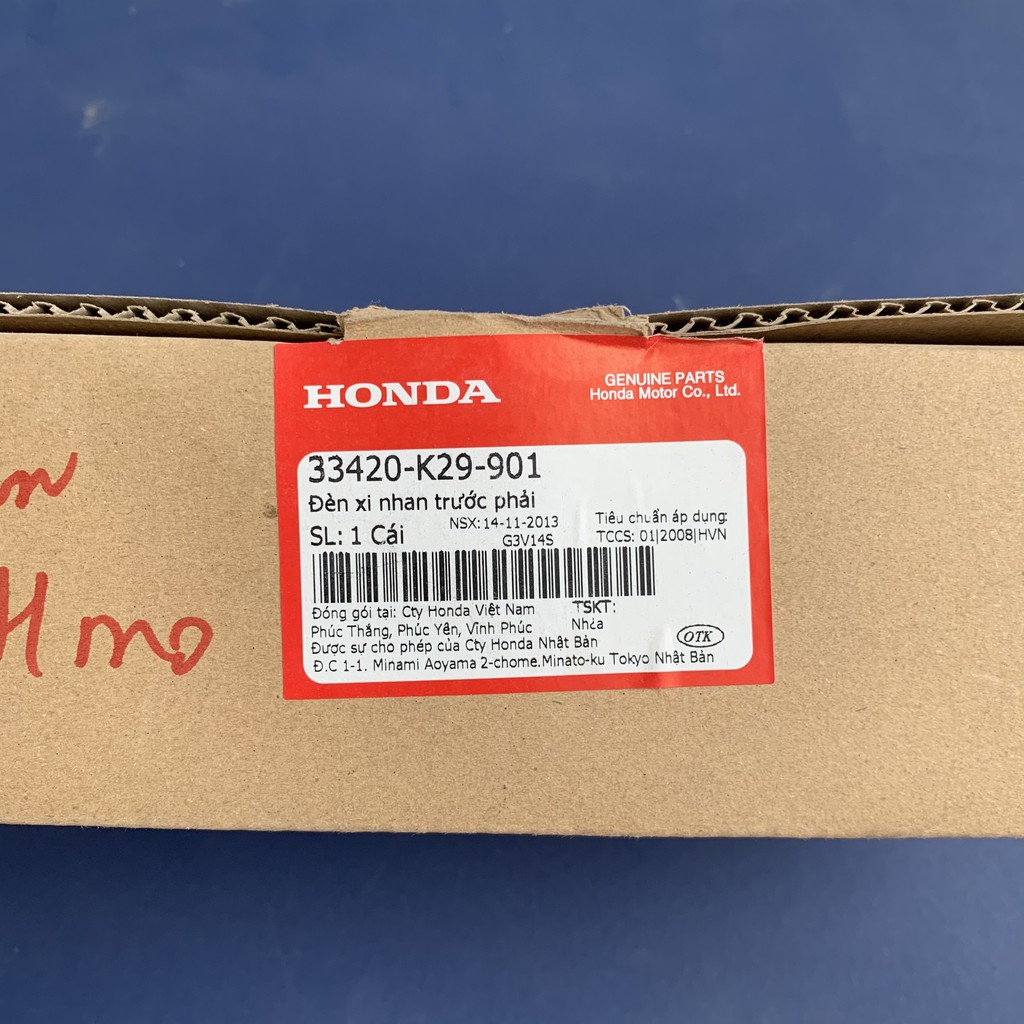 HONDA
GENUINE PARTS
Honda Motor Co., Ltd.
33420-K29-901
Đèn xi nhan trước phải
SL: 1 Cái
NSX: 14-11-2013
G3V14S
Tiêu chuẩn áp dụng:
TCCS: 01|2008|HVN
Đóng gói tại: Cty Honda Việt Nam
TSKT:
Phúc Thắng, Phúc Yên, Vĩnh Phúc
Nhựa
Được sự cho phép của Cty Honda Nhật Bản
OTK
Đ.C 1-1. Minami Aoyama 2-chome.Minato-ku Tokyo Nhật Bản